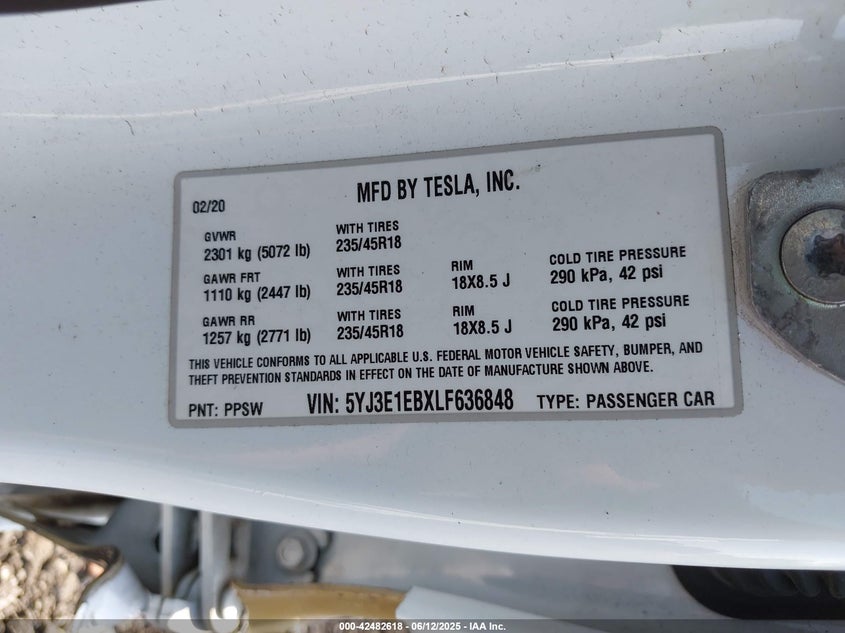 MFD BY TESLA, INC.
02/20
GVWR
2301 kg (5072 lb)
WITH TIRES
235/45R18
GAWR FRT
1110 kg (2447 lb)
WITH TIRES
235/45R18
RIM
18X8.5 J
COLD TIRE PRESSURE
290 kPa, 42 psi
GAWR RR
1257 kg (2771 lb)
WITH TIRES
235/45R18
RIM
18X8.5 J
COLD TIRE PRESSURE
290 kPa, 42 psi
THIS VEHICLE CONFORMS TO ALL APPLICABLE U.S. FEDERAL MOTOR VEHICLE SAFETY, BUMPER, AND
THEFT PREVENTION STANDARDS IN EFFECT ON THE DATE OF MANUFACTURE SHOWN ABOVE.
PNT: PPSW VIN: 5YJ3E1EBXLF636848 TYPE: PASSENGER CAR
000-42482618 - 06/12/2025 - IAA Inc.